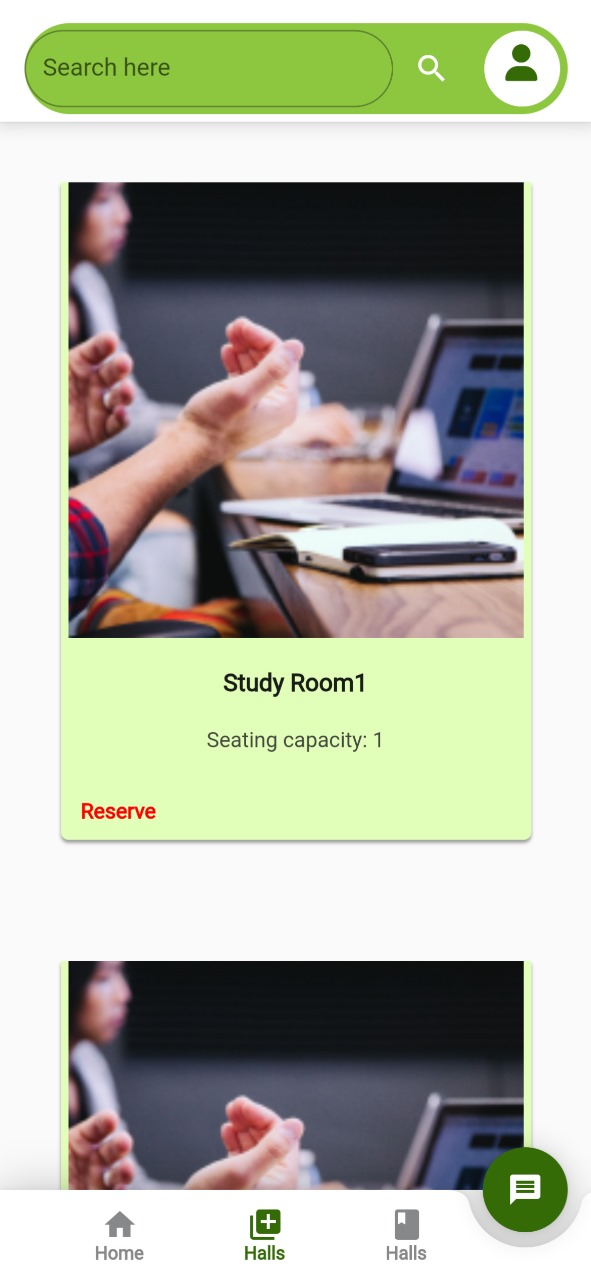 Search here
Study Room1
Seating capacity: 1
Reserve
Home
Halls
Halls